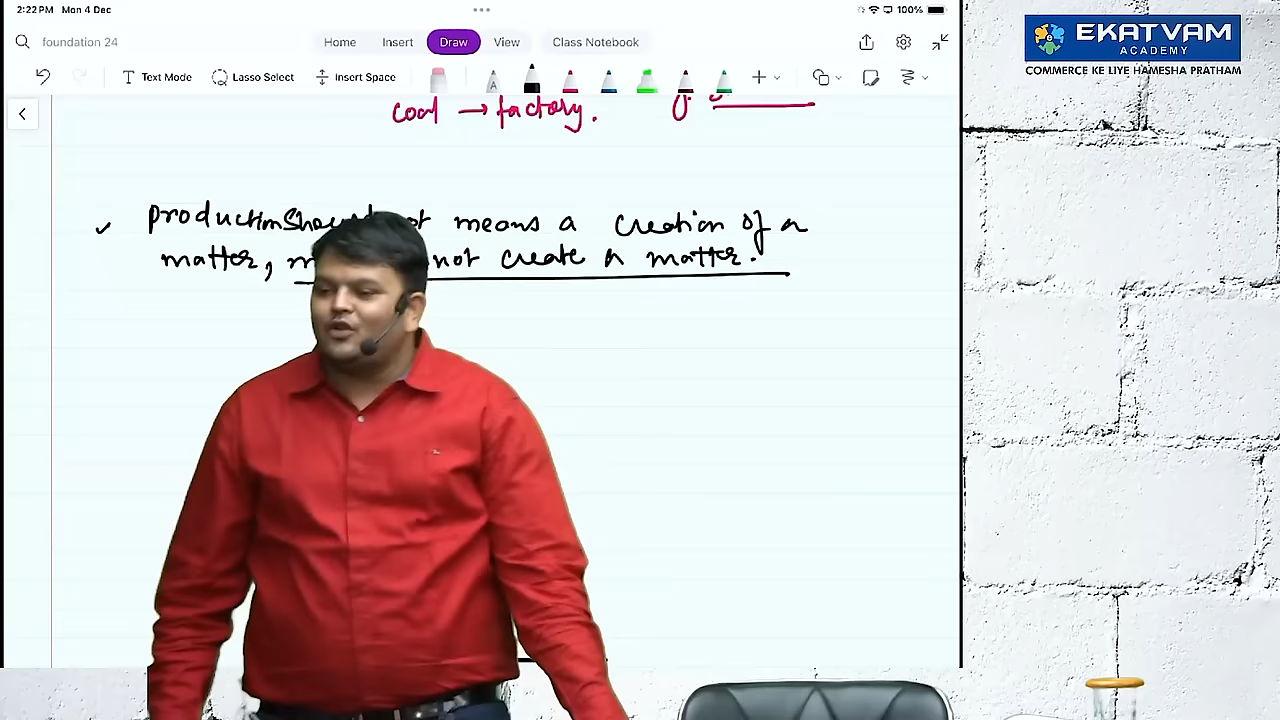 2:22 PM Mon 4 Dec
100%
foundation 24
Home Insert Draw View Class Notebook
Text Mode Lasso Select Insert Space
EKATVAM
ACADEMY
COMMERCE KE LIYE HAMESHA PRATHAM
coal → factory.
✓ production means a creation of a
matter, not create a matter.